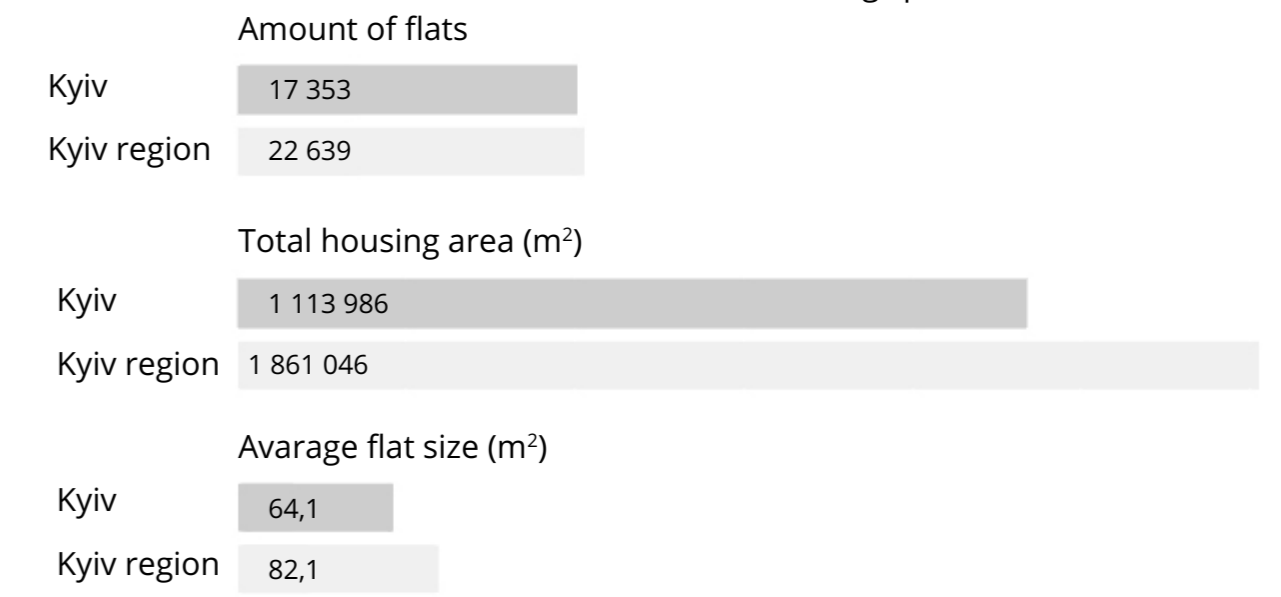 Amount of flats
Kyiv 17 353
Kyiv region 22 639
Total housing area (m²)
Kyiv 1 113 986
Kyiv region 1 861 046
Avarage flat size (m²)
Kyiv 64,1
Kyiv region 82,1